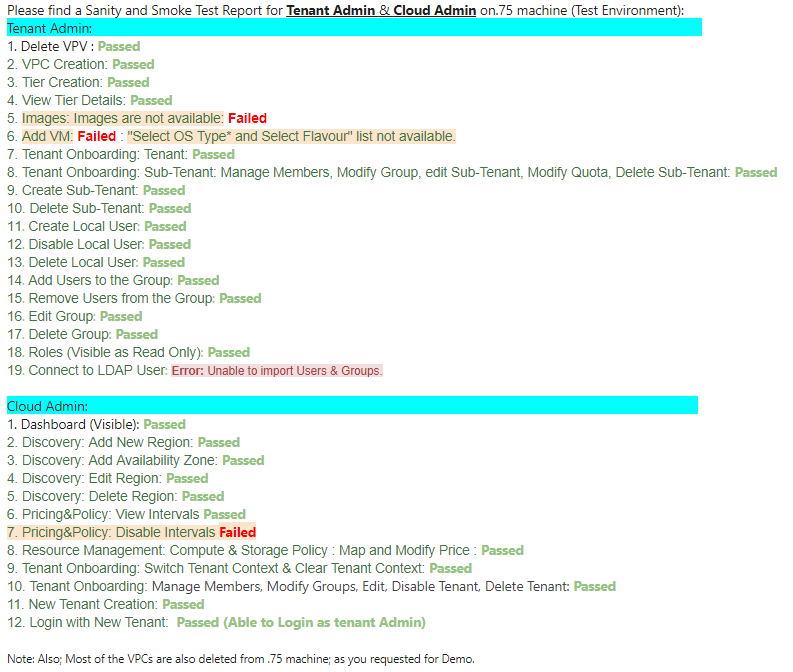 Please find a Sanity and Smoke Test Report for Tenant Admin & Cloud Admin on.75 machine (Test Environment):
Tenant Admin:
1. Delete VPV : Passed
2. VPC Creation: Passed
3. Tier Creation: Passed
4. View Tier Details: Passed
5. Images: Images are not available: Failed
6. Add VM: Failed : "Select OS Type* and Select Flavour" list not available.
7. Tenant Onboarding: Tenant: Passed
8. Tenant Onboarding: Sub-Tenant: Manage Members, Modify Group, edit Sub-Tenant, Modify Quota, Delete Sub-Tenant: Passed
9. Create Sub-Tenant: Passed
10. Delete Sub-Tenant: Passed
11. Create Local User: Passed
12. Disable Local User: Passed
13. Delete Local User: Passed
14. Add Users to the Group: Passed
15. Remove Users from the Group: Passed
16. Edit Group: Passed
17. Delete Group: Passed
18. Roles (Visible as Read Only): Passed
19. Connect to LDAP User: Error: Unable to import Users & Groups.
Cloud Admin:
1. Dashboard (Visible): Passed
2. Discovery: Add New Region: Passed
3. Discovery: Add Availability Zone: Passed
4. Discovery: Edit Region: Passed
5. Discovery: Delete Region: Passed
6. Pricing&Policy: View Intervals Passed
7. Pricing&Policy: Disable Intervals Failed
8. Resource Management: Compute & Storage Policy : Map and Modify Price : Passed
9. Tenant Onboarding: Switch Tenant Context & Clear Tenant Context: Passed
10. Tenant Onboarding: Manage Members, Modify Groups, Edit, Disable Tenant, Delete Tenant: Passed
11. New Tenant Creation: Passed
12. Login with New Tenant: Passed (Able to Login as tenant Admin)
Note: Also; Most of the VPCs are also deleted from .75 machine; as you requested for Demo.